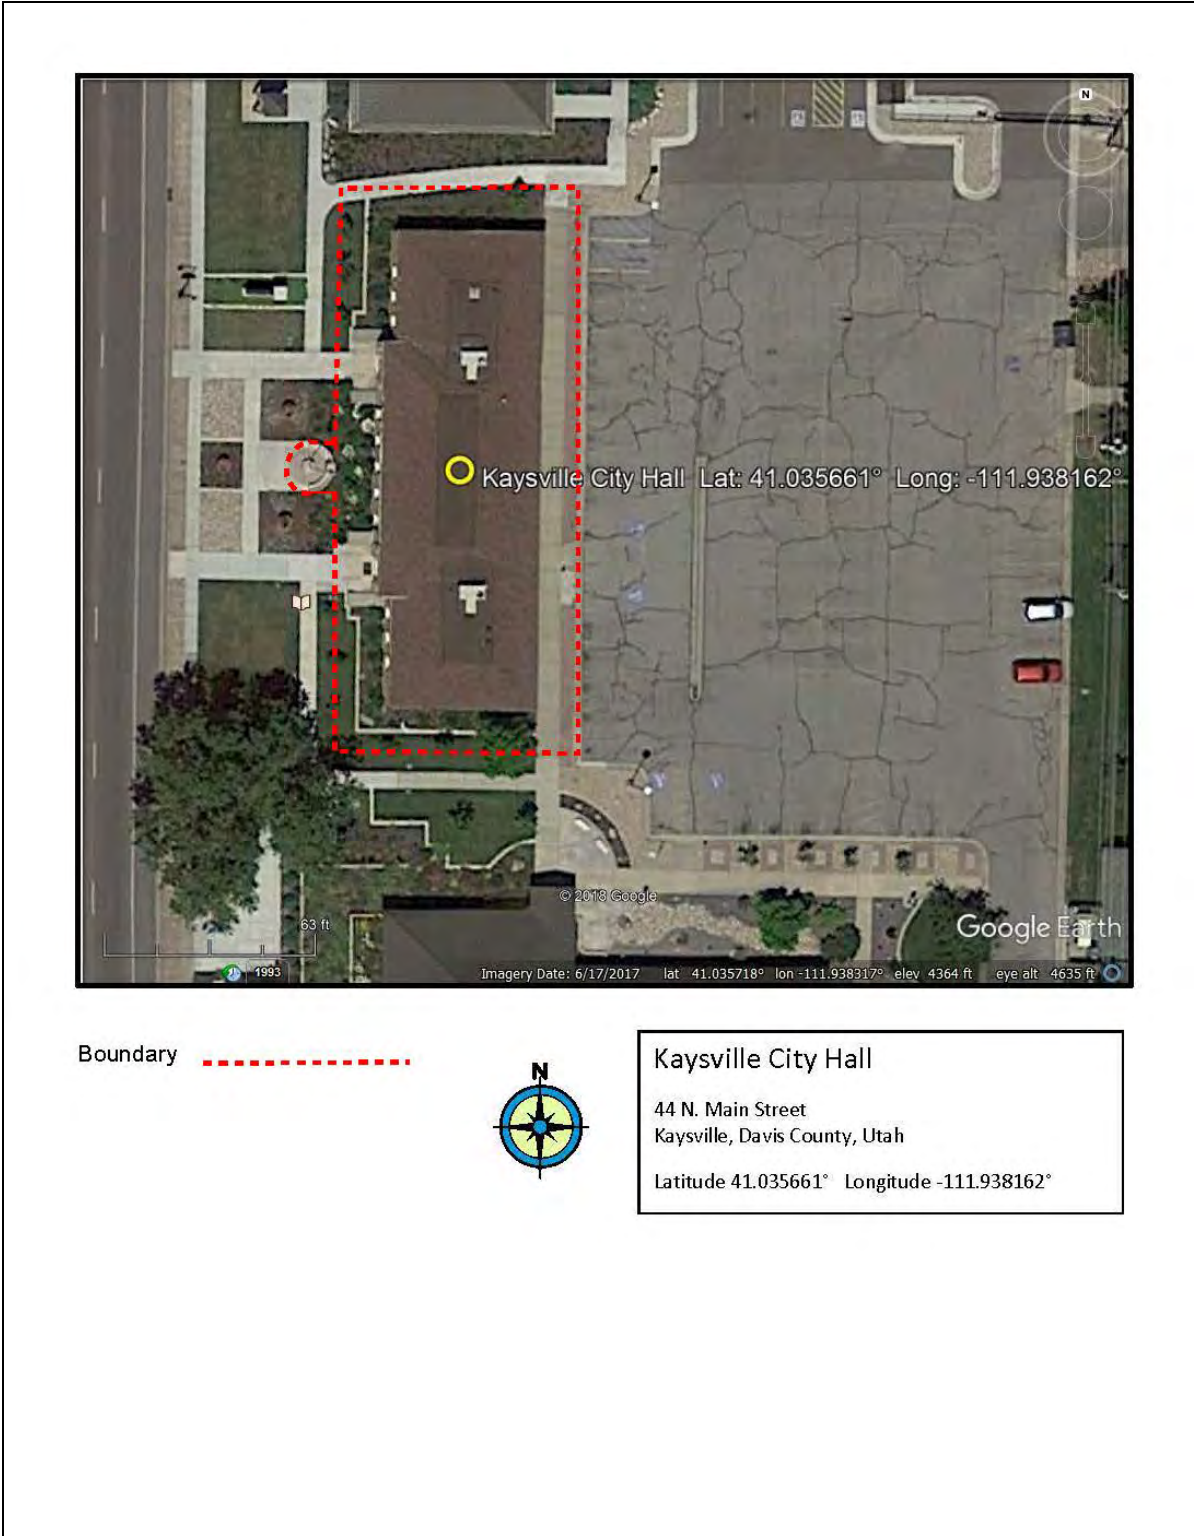 N
Kaysville City Hall Lat: 41.035661° Long: -111.938162°
© 2018 Google
63 ft
Google Earth
1993
Imagery Date: 6/17/2017 lat 41.035718° lon -111.938317° elev 4364 ft eye alt 4635 ft
Boundary
N
Kaysville City Hall
44 N. Main Street
Kaysville, Davis County, Utah
Latitude 41.035661° Longitude -111.938162°